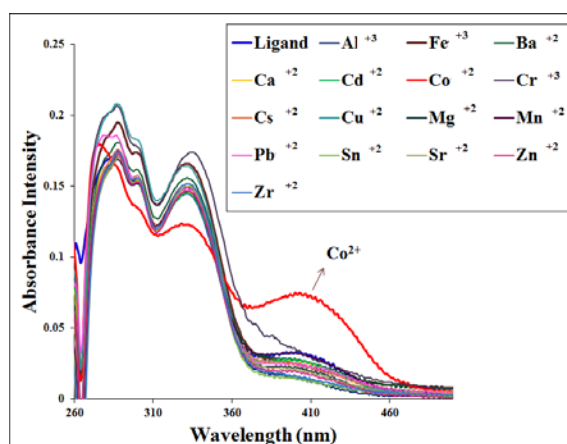 0.25
0.2
0.15
0.1
0.05
0
Absorbance Intensity
Ligand Al +3 Fe +3 Ba +2
Ca +2 Cd +2 Co +2 Cr +3
Cs +2 Cu +2 Mg +2 Mn +2
Pb +2 Sn +2 Sr +2 Zn +2
Zr +2
Co2+
260 310 360 410 460
Wavelength (nm)